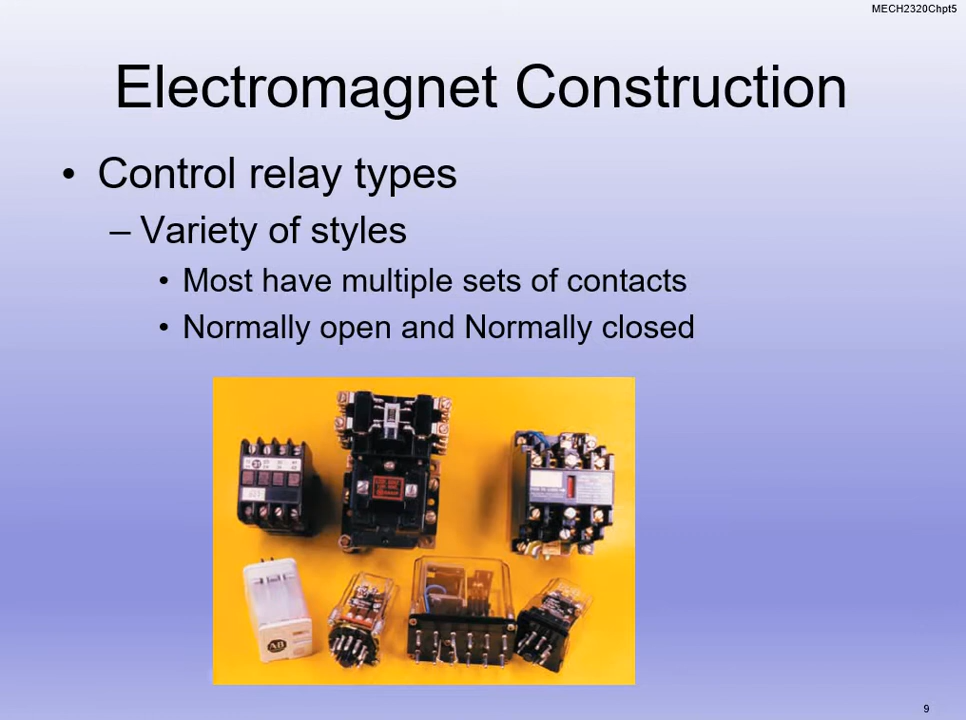 MECH2320Chpt5
Electromagnet Construction
• Control relay types
– Variety of styles
• Most have multiple sets of contacts
• Normally open and Normally closed
AB
9